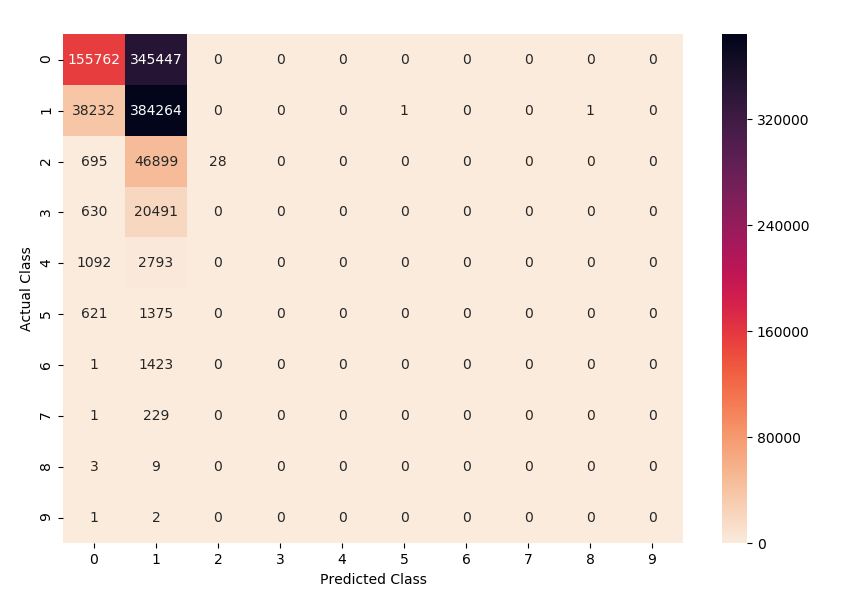 0 155762 345447 0 0 0 0 0 0 0 0
1 38232 384264 0 0 0 1 0 0 1 0
2 695 46899 28 0 0 0 0 0 0 0
3 630 20491 0 0 0 0 0 0 0 0
4 1092 2793 0 0 0 0 0 0 0 0
5 621 1375 0 0 0 0 0 0 0 0
6 1 1423 0 0 0 0 0 0 0 0
7 1 229 0 0 0 0 0 0 0 0
8 3 9 0 0 0 0 0 0 0 0
9 1 2 0 0 0 0 0 0 0 0
0 1 2 3 4 5 6 7 8 9
Predicted Class
Actual Class
320000
240000
160000
80000
0